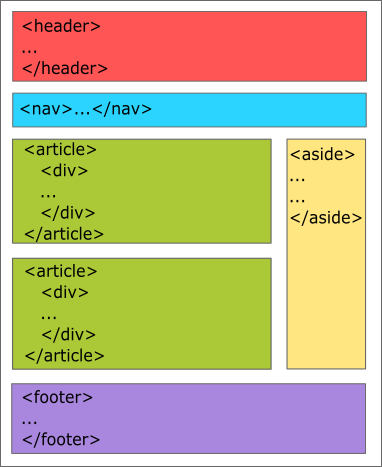 <header>
...
</header>
<nav>...</nav>
<article>
<div>
...
</div>
</article>
<aside>
...
...
</aside>
<article>
<div>
...
</div>
</article>
<footer>
...
</footer>